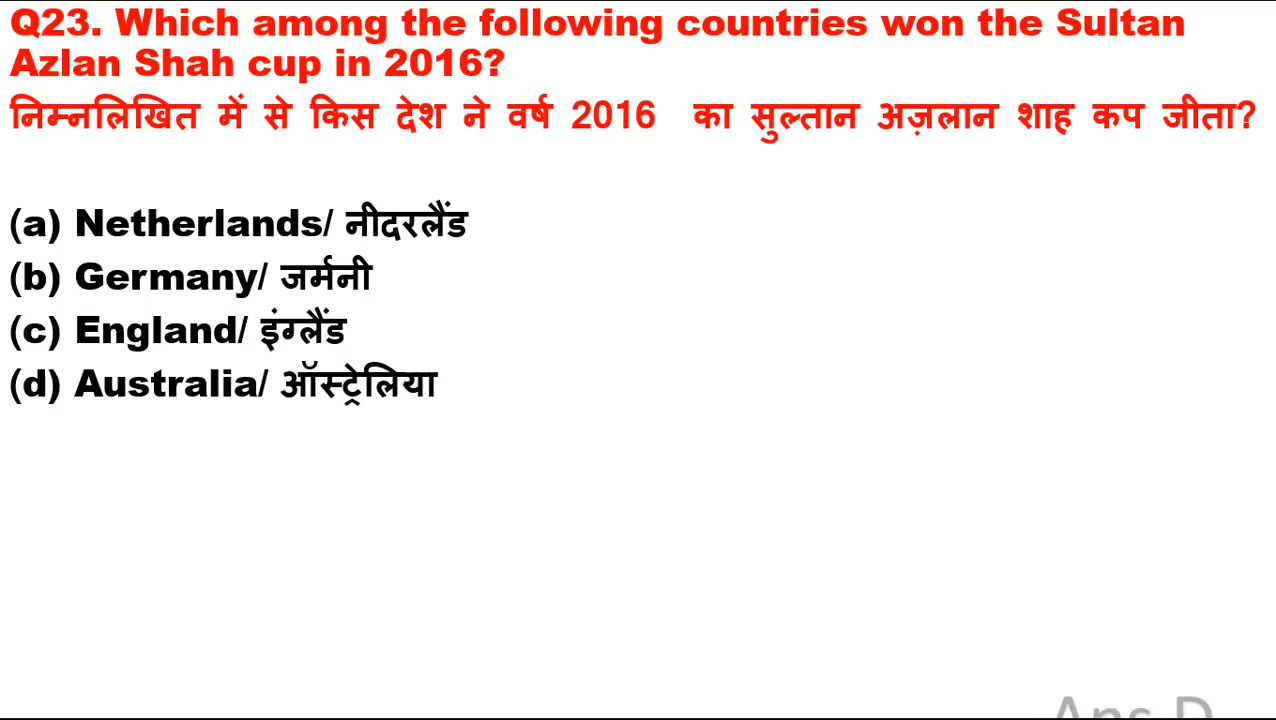 Q23. Which among the following countries won the Sultan
Azlan Shah cup in 2016?
निम्नलिखित में से किस देश ने वर्ष 2016 का सुल्तान अज़लान शाह कप जीता?
(a) Netherlands/ नीदरलैंड
(b) Germany/ जर्मनी
(c) England/ इंग्लैंड
(d) Australia/ ऑस्ट्रेलिया
Ans D